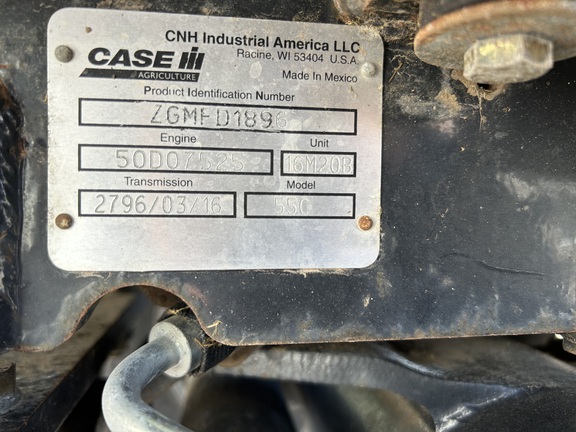 CNH Industrial America LLC
Racine, WI 53404 U.S.A.
CASE IH
AGRICULTURE
Made In Mexico
Product Identification Number
ZGMFD1896
Engine
Unit
50D07525
16M20B
Transmission
Model
2796/03/16
55C